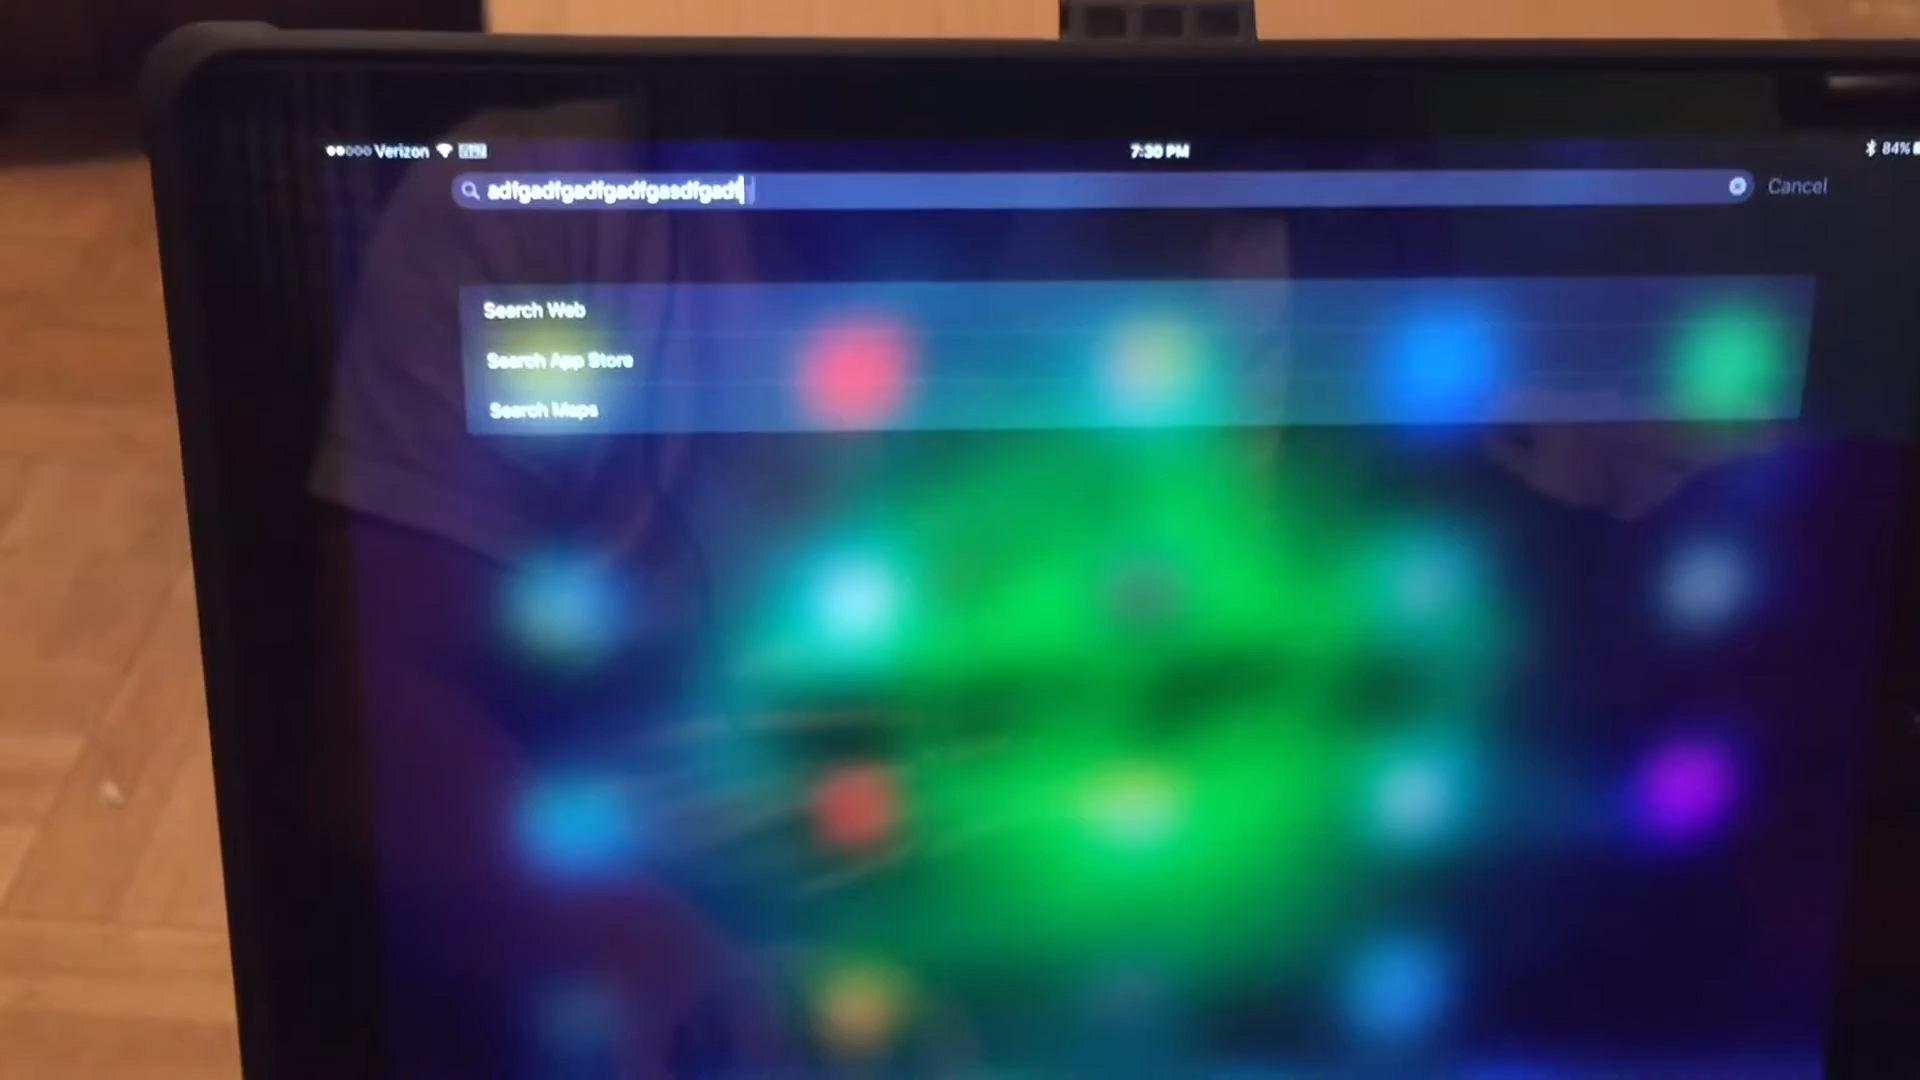 Verizon 7:30 PM 84%
adfgadfgadfgadfgasdfgadf Cancel
Search Web
Search App Store
Search Maps